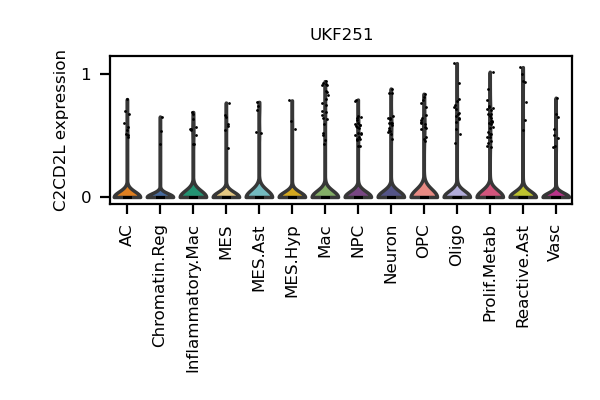 UKF251
C2CD2L expression
1
0
AC
Chromatin.Reg
Inflammatory.Mac
MES
MES.Ast
MES.Hyp
Mac
NPC
Neuron
OPC
Oligo
Prolif.Metab
Reactive.Ast
Vasc